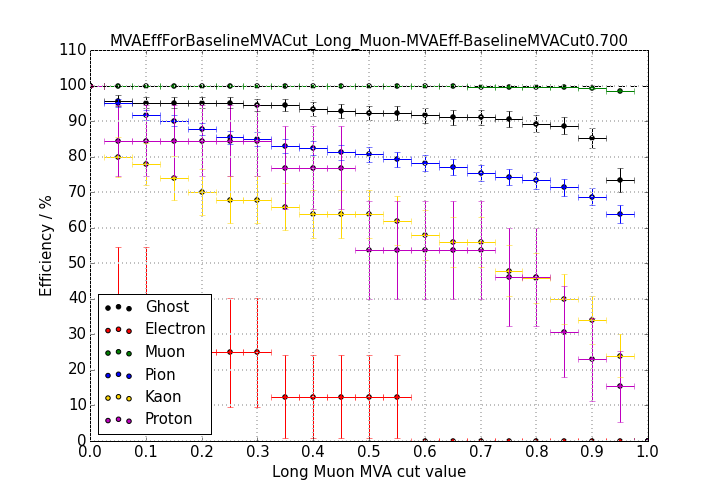 MVAEffForBaselineMVACut_Long_Muon-MVAEff-BaselineMVACut0.700
110
100
90
80
70
60
50
40
30
20
10
0
Efficiency / %
Ghost
Electron
Muon
Pion
Kaon
Proton
0.0 0.1 0.2 0.3 0.4 0.5 0.6 0.7 0.8 0.9 1.0
Long Muon MVA cut value